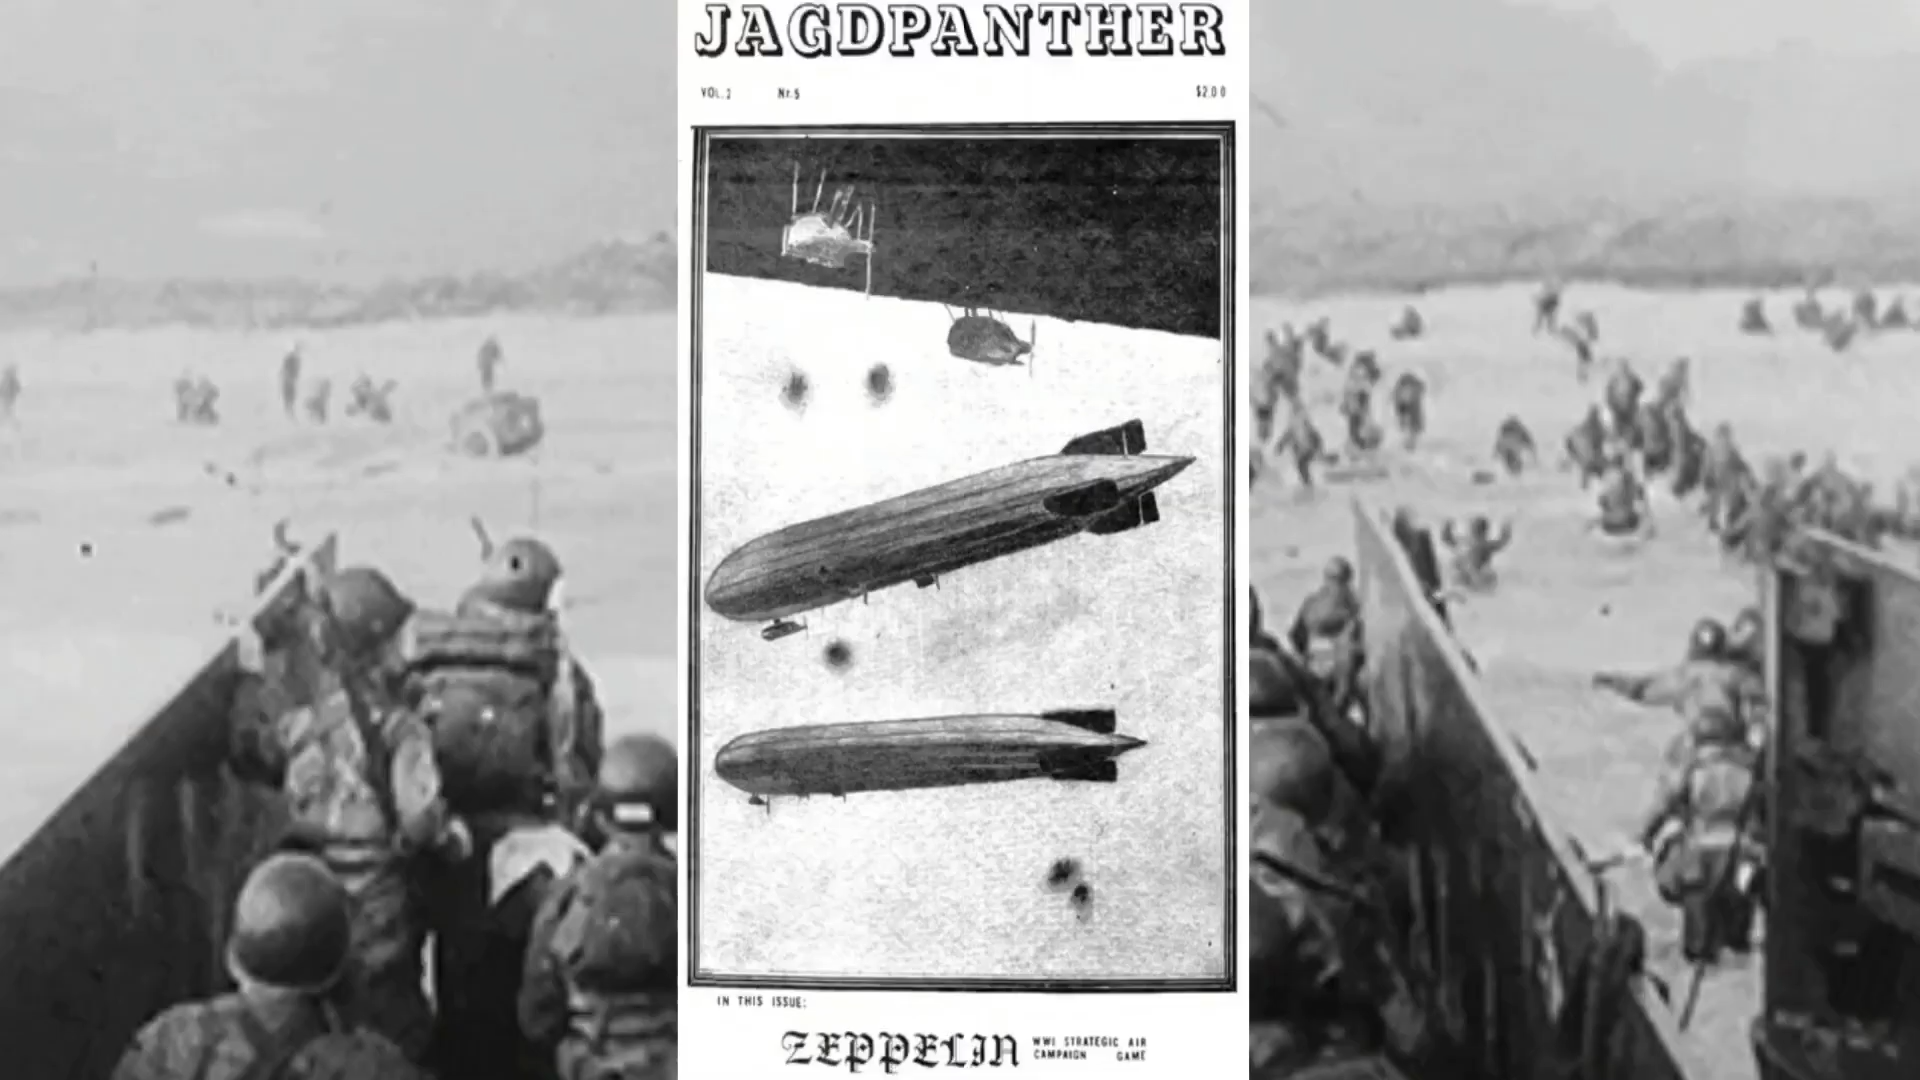 JAGDPANTHER
VOL.2 Nr.5 $2.00
IN THIS ISSUE:
ZEPPELIN WWI STRATEGIC AIR
CAMPAIGN GAME